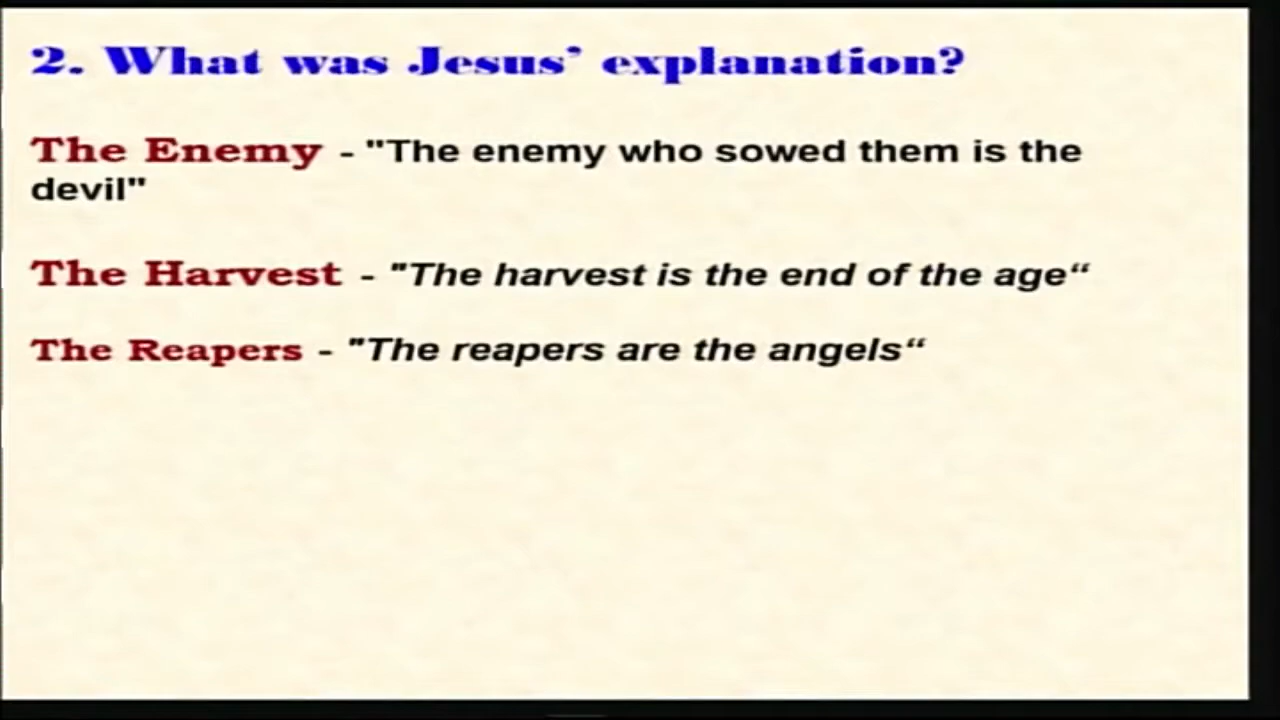 2. What was Jesus’ explanation?
The Enemy - "The enemy who sowed them is the
devil"
The Harvest - "The harvest is the end of the age“
The Reapers - "The reapers are the angels“